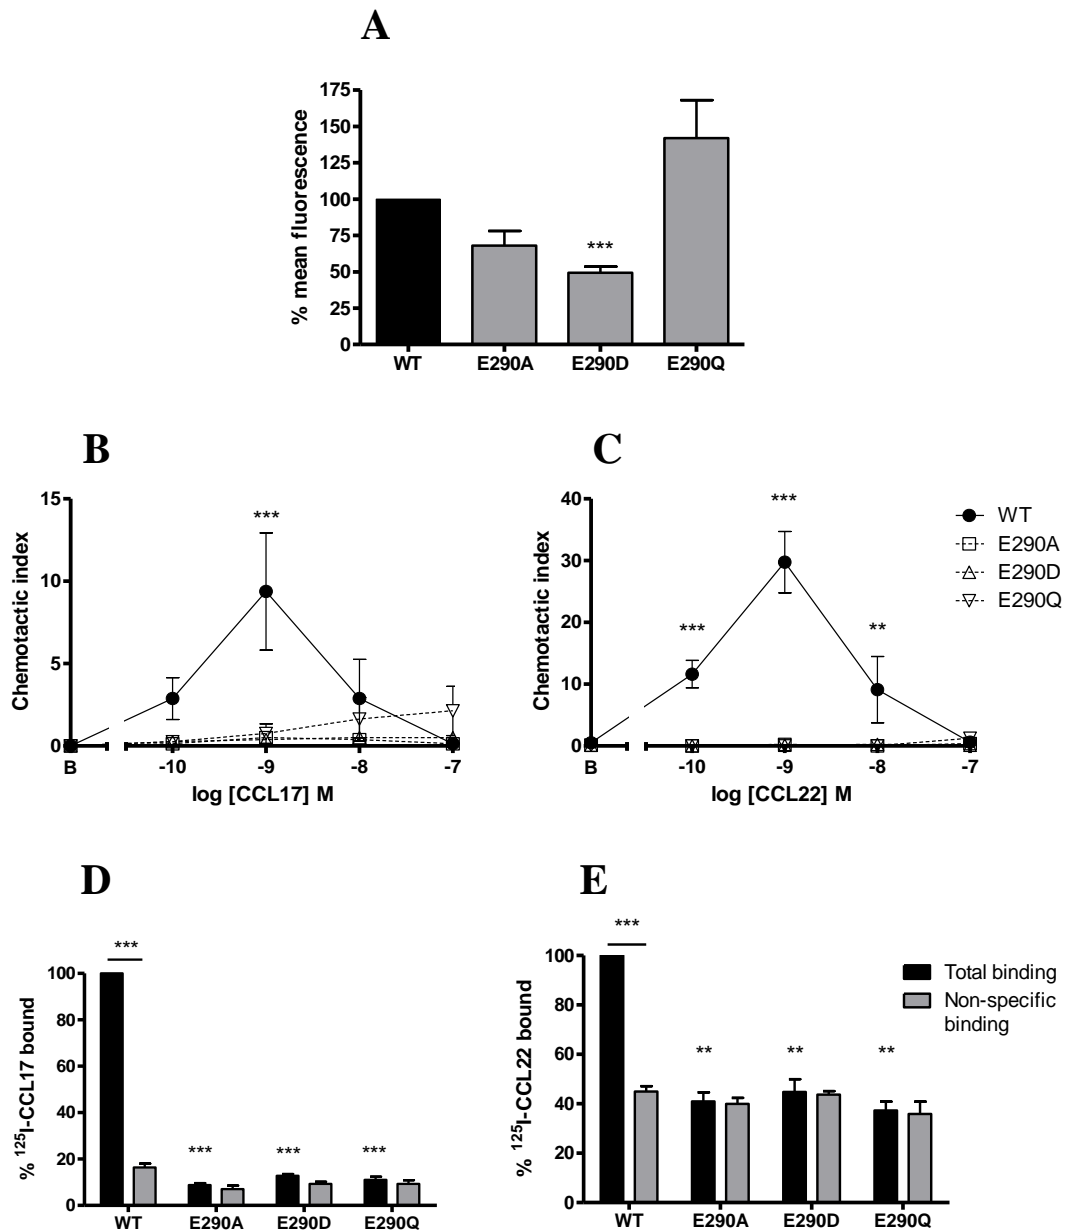 A
% mean fluorescence
175
150
125
100
75
50
25
0
***
WT E290A E290D E290Q
B
Chemotactic index
15
10
5
0
***
B -10 -9 -8 -7
log [CCL17] M
C
Chemotactic index
40
30
20
10
0
***
***
**
B -10 -9 -8 -7
log [CCL22] M
WT
E290A
E290D
E290Q
D
% ¹²⁵I-CCL17 bound
100
80
60
40
20
0
***
*** *** ***
WT E290A E290D E290Q
E
% ¹²⁵I-CCL22 bound
100
80
60
40
20
0
***
** ** **
WT E290A E290D E290Q
Total binding
Non-specific
binding